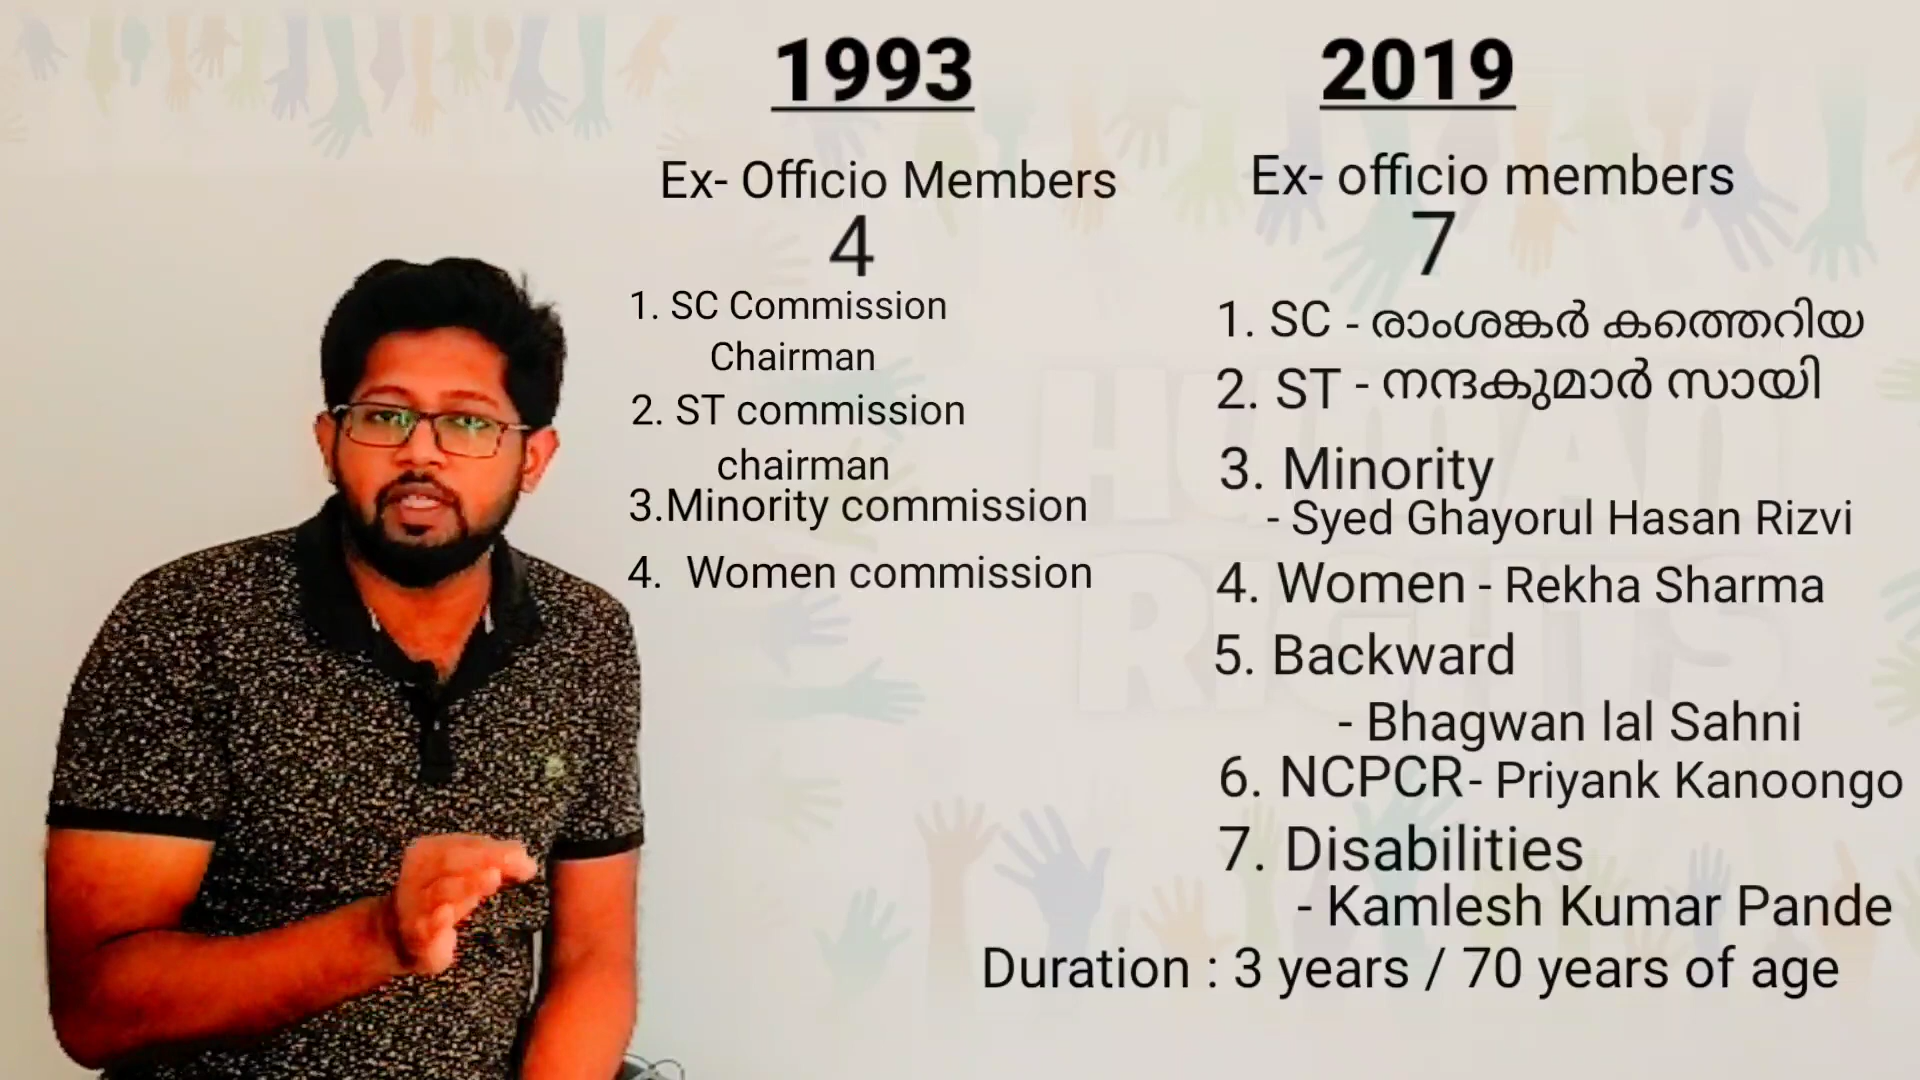 1993
Ex- Officio Members
4
1. SC Commission
Chairman
2. ST commission
chairman
3.Minority commission
4. Women commission
2019
Ex- officio members
7
1. SC - രാംശങ്കർ കത്തെറിയ
2. ST - നന്ദകുമാർ സായി
3. Minority
- Syed Ghayorul Hasan Rizvi
4. Women - Rekha Sharma
5. Backward
- Bhagwan lal Sahni
6. NCPCR- Priyank Kanoongo
7. Disabilities
- Kamlesh Kumar Pande
Duration : 3 years / 70 years of age
HUMAN
RIGHTS